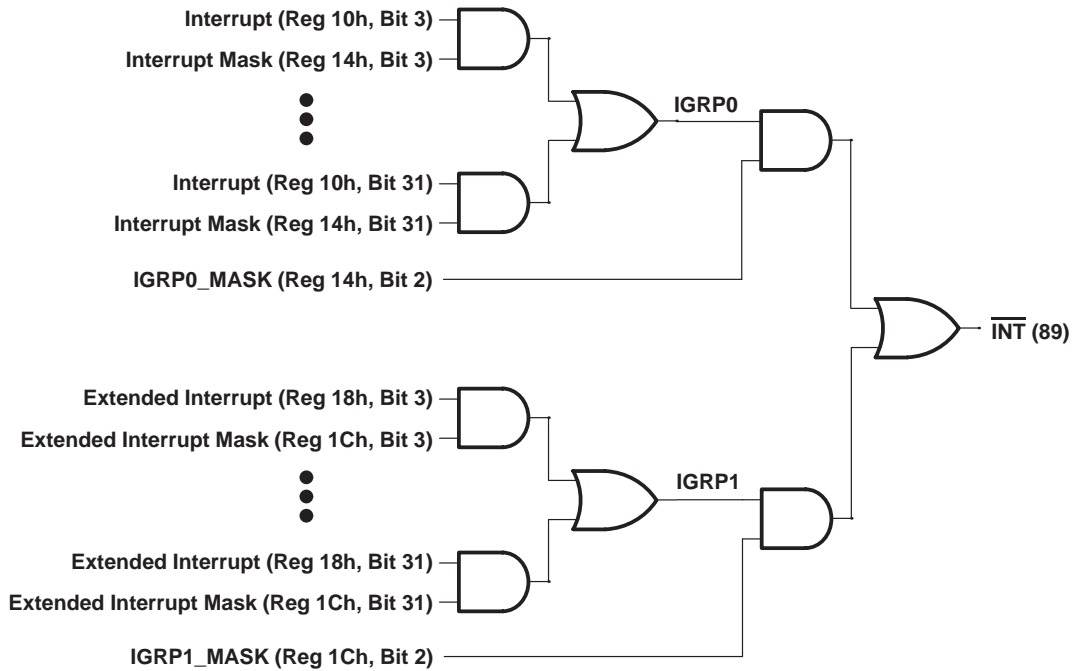 Interrupt (Reg 10h, Bit 3)
Interrupt Mask (Reg 14h, Bit 3)
IGRP0
Interrupt (Reg 10h, Bit 31)
Interrupt Mask (Reg 14h, Bit 31)
IGRP0_MASK (Reg 14h, Bit 2)
INT (89)
Extended Interrupt (Reg 18h, Bit 3)
Extended Interrupt Mask (Reg 1Ch, Bit 3)
IGRP1
Extended Interrupt (Reg 18h, Bit 31)
Extended Interrupt Mask (Reg 1Ch, Bit 31)
IGRP1_MASK (Reg 1Ch, Bit 2)